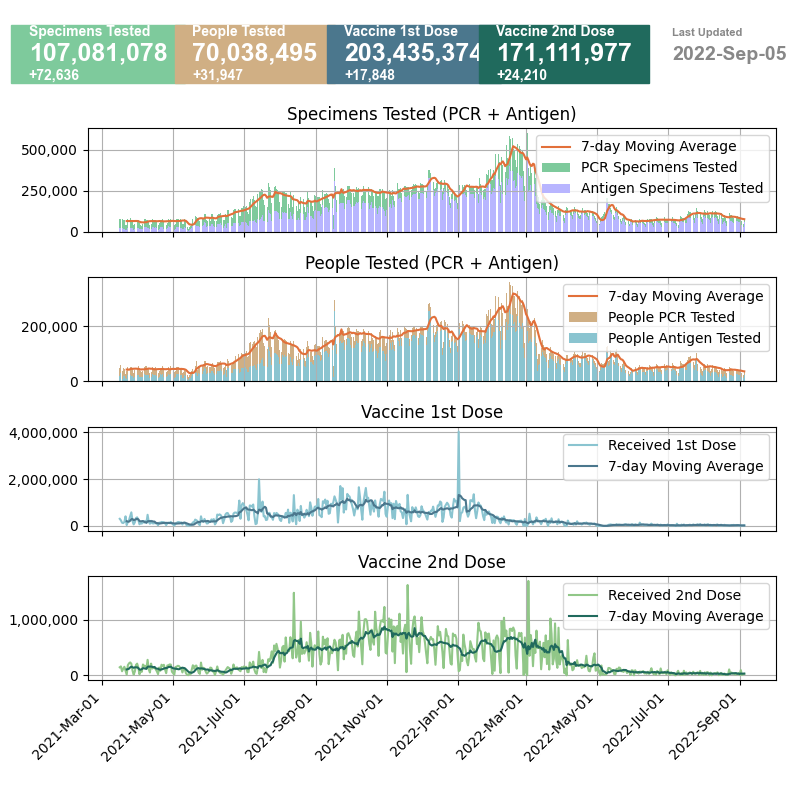 Specimens Tested
107,081,078
+72,636
People Tested
70,038,495
+31,947
Vaccine 1st Dose
203,435,374
+17,848
Vaccine 2nd Dose
171,111,977
+24,210
Last Updated
2022-Sep-05
Specimens Tested (PCR + Antigen)
500,000
250,000
0
7-day Moving Average
PCR Specimens Tested
Antigen Specimens Tested
People Tested (PCR + Antigen)
200,000
0
7-day Moving Average
People PCR Tested
People Antigen Tested
Vaccine 1st Dose
4,000,000
2,000,000
0
Received 1st Dose
7-day Moving Average
Vaccine 2nd Dose
1,000,000
0
Received 2nd Dose
7-day Moving Average
2021-Mar-01
2021-May-01
2021-Jul-01
2021-Sep-01
2021-Nov-01
2022-Jan-01
2022-Mar-01
2022-May-01
2022-Jul-01
2022-Sep-01